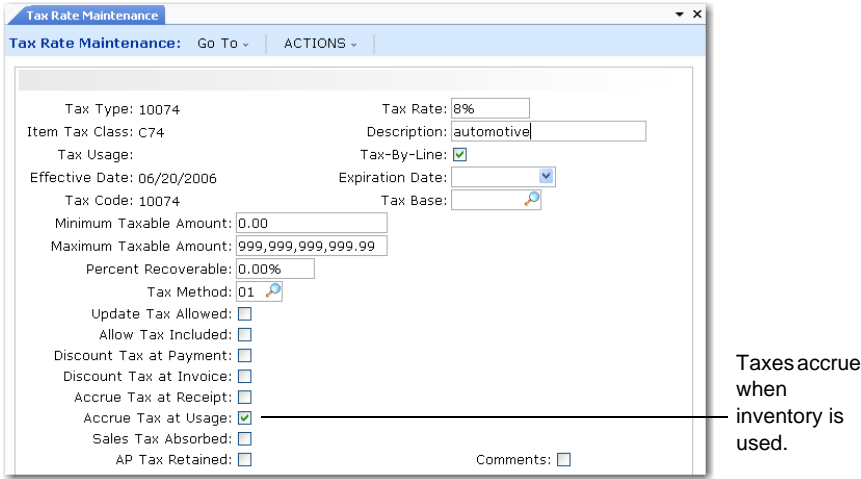 Tax Rate Maintenance
Tax Rate Maintenance: Go To ACTIONS
Tax Type: 10074 Tax Rate: 8%
Item Tax Class: C74 Description: automotive
Tax Usage: Tax-By-Line:
Effective Date: 06/20/2006 Expiration Date:
Tax Code: 10074 Tax Base:
Minimum Taxable Amount: 0.00
Maximum Taxable Amount: 999,999,999,999.99
Percent Recoverable: 0.00%
Tax Method: 01
Update Tax Allowed:
Allow Tax Included:
Discount Tax at Payment:
Discount Tax at Invoice:
Accrue Tax at Receipt:
Accrue Tax at Usage:
Sales Tax Absorbed:
AP Tax Retained: Comments:
Taxes accrue
when
inventory is
used.